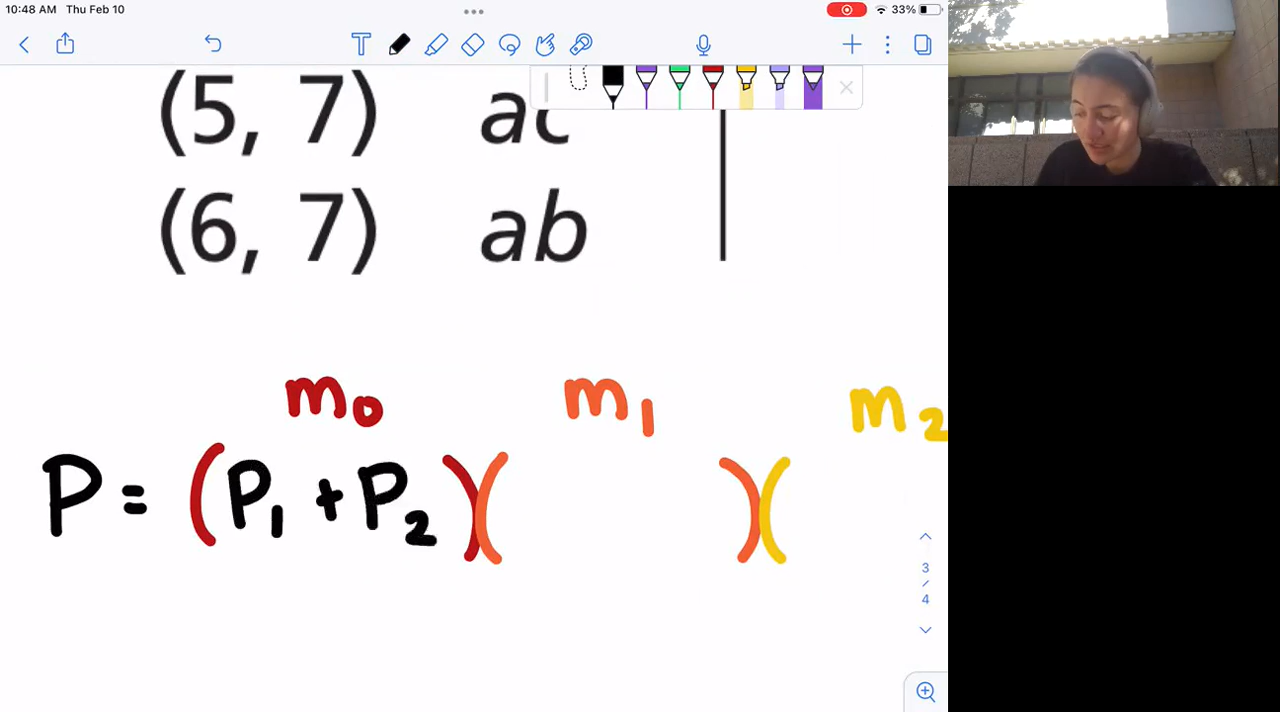 10:48 AM Thu Feb 10
33%
(5, 7) ac
(6, 7) ab
m0 m1 m2
P = (P1 + P2)( )(
3
/
4